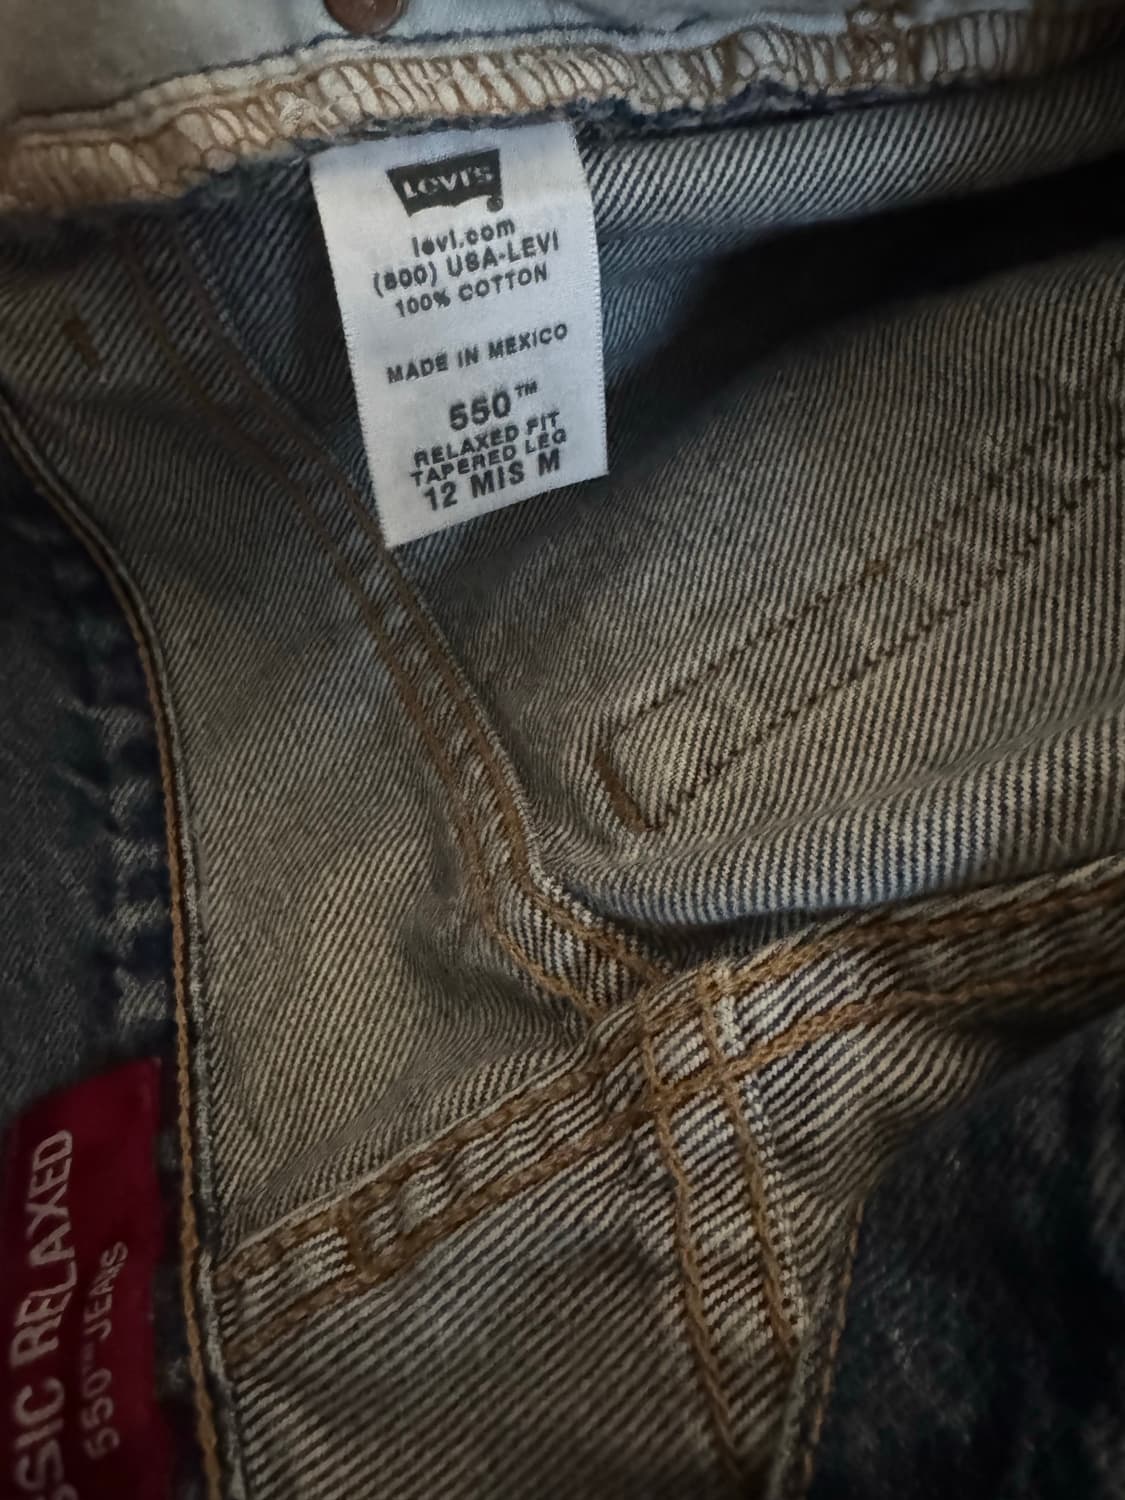 LEVI'S ®
levi.com
(800) USA-LEVI
100% COTTON
MADE IN MEXICO
550™
RELAXED FIT
TAPERED LEG
12 MIS M
SSIC RELAXED
550™ JEANS